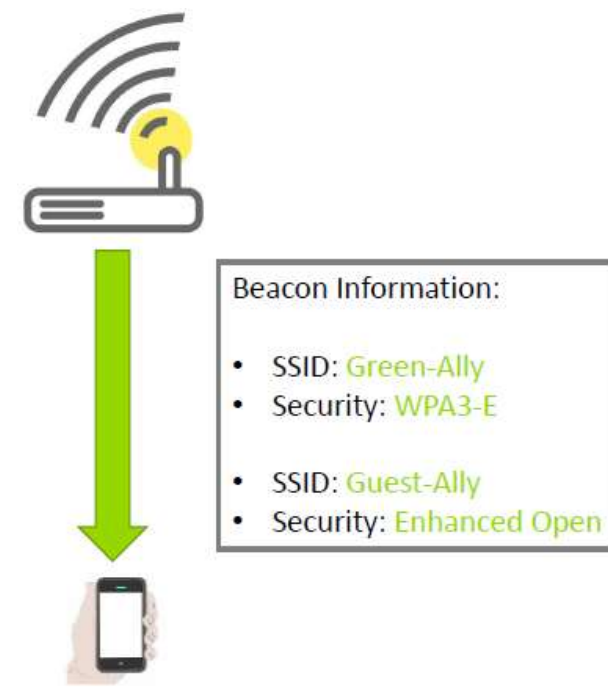 Beacon Information:
• SSID: Green-Ally
• Security: WPA3-E
• SSID: Guest-Ally
• Security: Enhanced Open